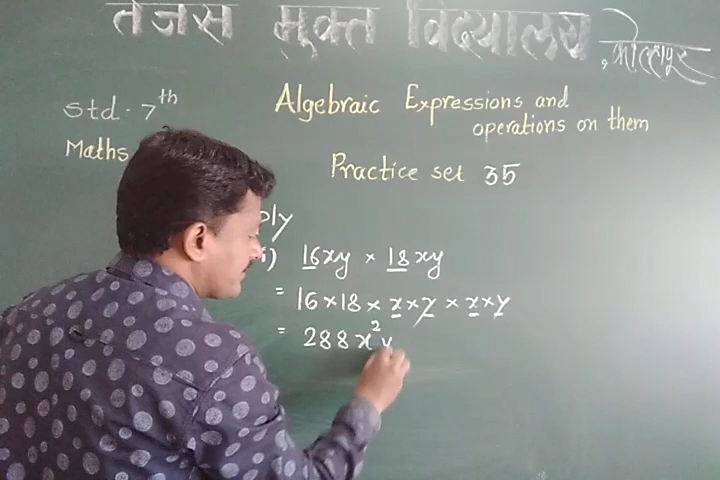 तेजस मुक्त विद्यालय, कोल्हापूर
std. 7th
Algebraic Expressions and
operations on them
Maths
Practice set 35
ply
i) 16xy × 18xy
= 16 × 18 × x × y × x × y
= 288x²y